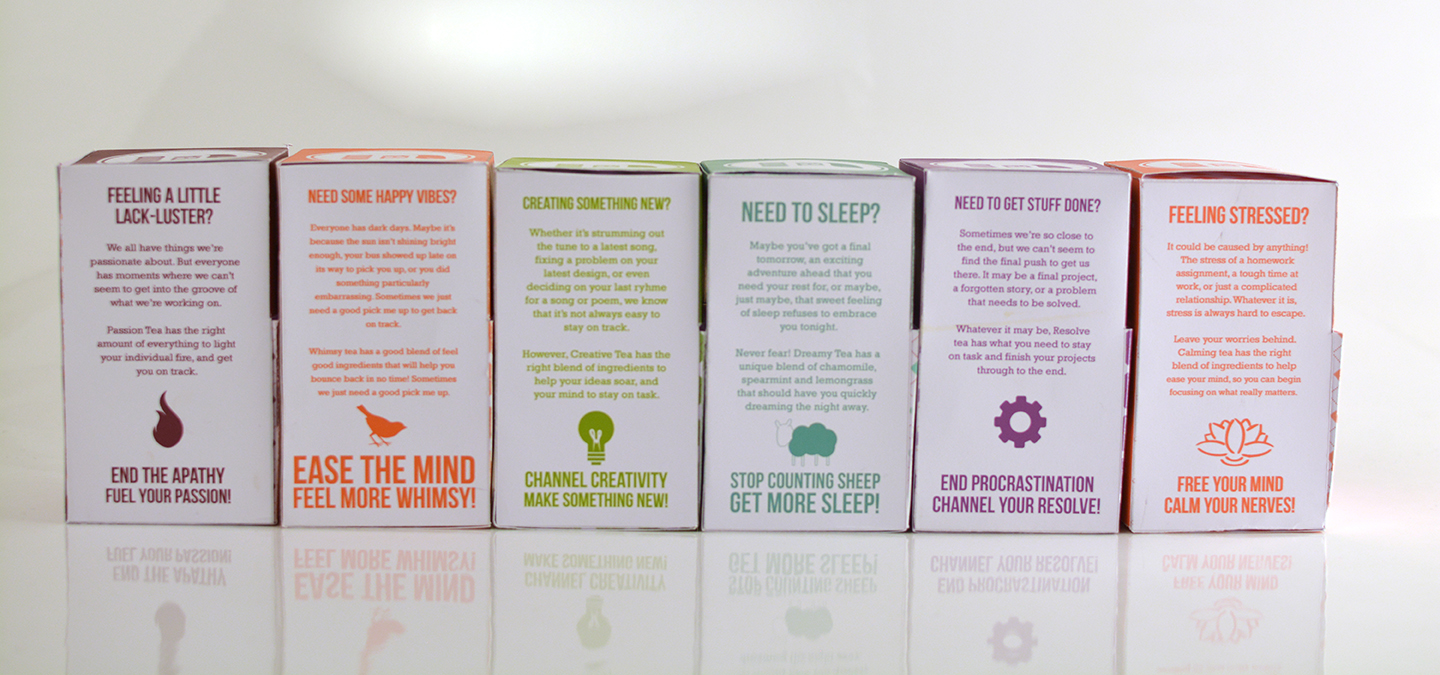 FEELING A LITTLE
LACK-LUSTER?
We all have things we're
passionate about. But everyone
has moments where we can't
seem to get into the groove of
what we're working on.
Passion Tea has the right
amount of everything to light
your individual fire, and get
you on track.
END THE APATHY
FUEL YOUR PASSION!
NEED SOME HAPPY VIBES?
Everyone has dark days. Maybe it's
because the sun isn't shining bright
enough, your bus showed up late on
its way to pick you up, or you did
something particularly
embarrassing. Sometimes we just
need a good pick me up to get back
on track.
Whimsy tea has a good blend of feel
good ingredients that will help you
bounce back is no time! Sometimes
we just need a good pick me up.
EASE THE MIND
FEEL MORE WHIMSY!
CREATING SOMETHING NEW?
Whether it's strumming out
the tune to a latest song,
fixing a problem on your
latest design, or even
deciding on your last ryhme
for a song or poem, we know
that it's not always easy to
stay on track.
However, Creative Tea has the
right blend of ingredients to
help your ideas soar, and
your mind to stay on task.
CHANNEL CREATIVITY
MAKE SOMETHING NEW!
NEED TO SLEEP?
Maybe you've got a final
tomorrow, an exciting
adventure ahead that you
need your rest for, or maybe,
just maybe, that sweet feeling
of sleep refuses to embrace
you tonight.
Never fear! Dreamy Tea has a
unique blend of chamomile,
spearmint and lemongrass
that should have you quickly
dreaming the night away.
STOP COUNTING SHEEP
GET MORE SLEEP!
NEED TO GET STUFF DONE?
Sometimes we're so close to
the end, but we can't seem to
find the final push to get us
there. It may be a final project,
a forgotten story, or a problem
that needs to be solved.
Whatever it may be, Resolve
tea has what you need to stay
on task and finish your projects
through to the end.
END PROCRASTINATION
CHANNEL YOUR RESOLVE!
FEELING STRESSED?
It could be caused by anything!
The stress of a homework
assignment, a tough time at
work, or just a complicated
relationship. Whatever it is,
stress is always hard to escape.
Leave your worries behind.
Calming tea has the right
blend of ingredients to help
ease your mind, so you can begin
focusing on what really matters.
FREE YOUR MIND
CALM YOUR NERVES!